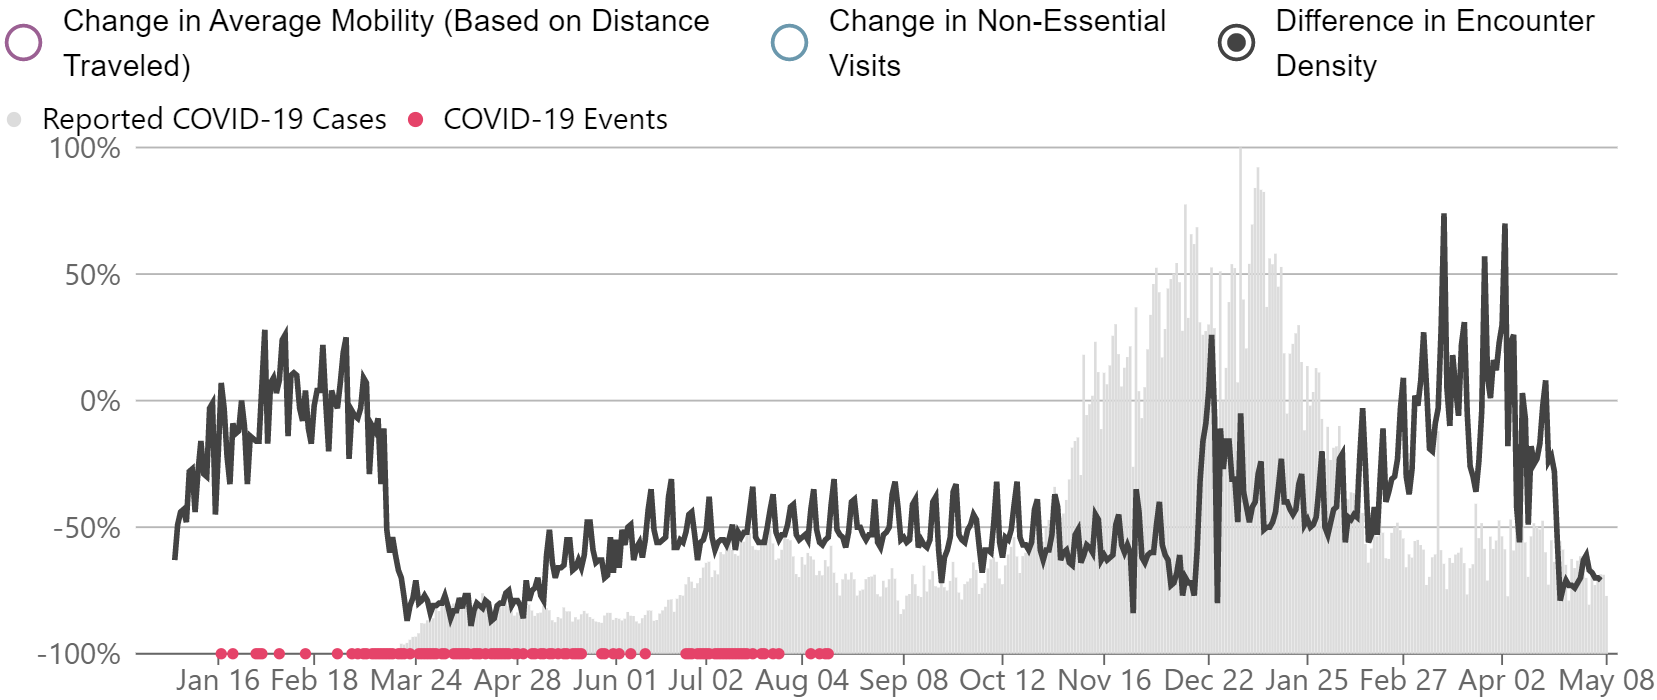 Change in Average Mobility (Based on Distance
Traveled)
Change in Non-Essential
Visits
Difference in Encounter
Density
Reported COVID-19 Cases
COVID-19 Events
100%
50%
0%
-50%
-100%
Jan 16 Feb 18 Mar 24 Apr 28 Jun 01 Jul 02 Aug 04 Sep 08 Oct 12 Nov 16 Dec 22 Jan 25 Feb 27 Apr 02 May 08